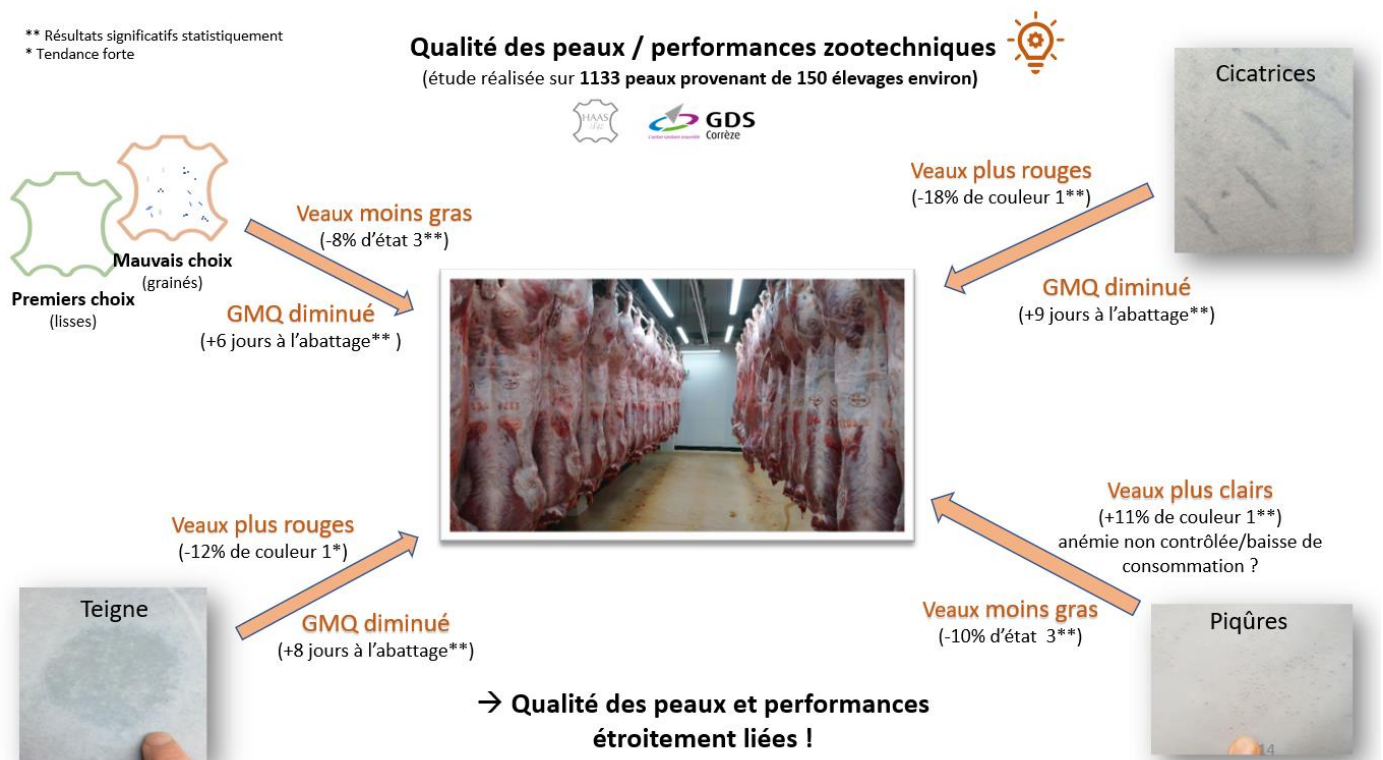 ** Résultats significatifs statistiquement
* Tendance forte
Qualité des peaux / performances zootechniques
(étude réalisée sur 1133 peaux provenant de 150 élevages environ)
HAAS
GDS
Corrèze
Cicatrices
Veaux plus rouges
(-18% de couleur 1**)
GMQ diminué
(+9 jours à l'abattage**)
Veaux moins gras
(-8% d'état 3**)
GMQ diminué
(+6 jours à l'abattage** )
Mauvais choix
(grainés)
Premiers choix
(lisses)
Veaux plus rouges
(-12% de couleur 1*)
GMQ diminué
(+8 jours à l'abattage**)
Teigne
Veaux plus clairs
(+11% de couleur 1**)
anémie non contrôlée/baisse de
consommation ?
Veaux moins gras
(-10% d'état  3**)
Piqûres
14
→ Qualité des peaux et performances
étroitement liées !